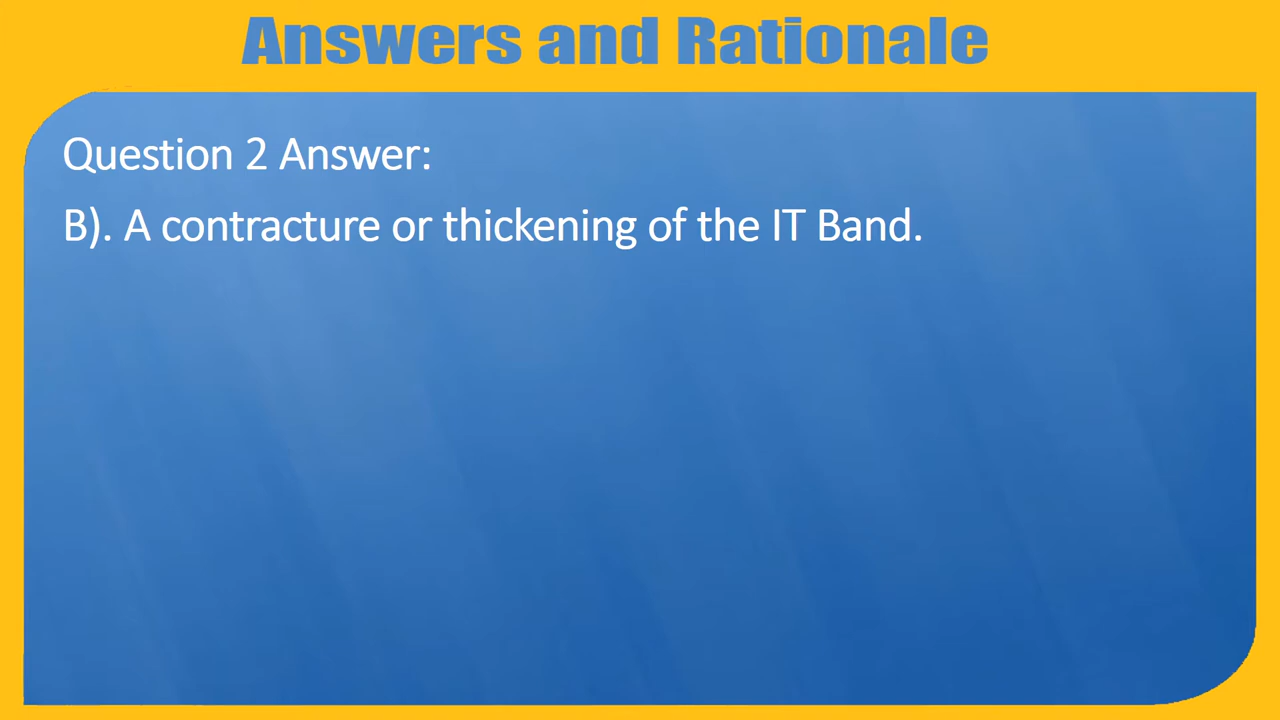 Answers and Rationale
Question 2 Answer:
B). A contracture or thickening of the IT Band.